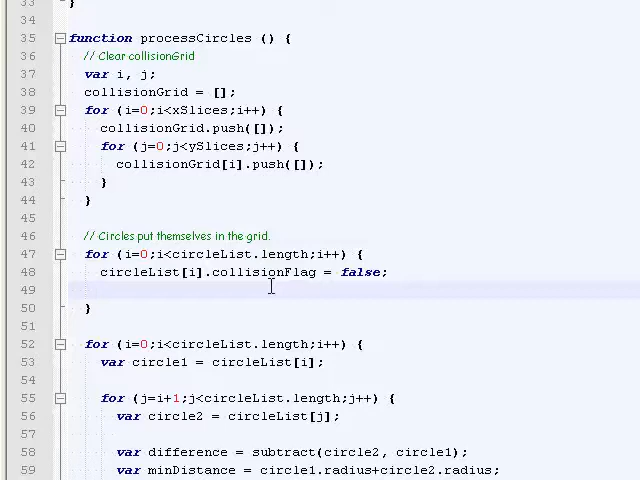 33 }
34
35 function processCircles () {
36 // Clear collisionGrid
37 var i, j;
38 collisionGrid = [];
39 for (i=0;i<xSlices;i++) {
40 collisionGrid.push([]);
41 for (j=0;j<ySlices;j++) {
42 collisionGrid[i].push([]);
43 }
44 }
45
46 // Circles put themselves in the grid.
47 for (i=0;i<circleList.length;i++) {
48 circleList[i].collisionFlag = false;
49
50 }
51
52 for (i=0;i<circleList.length;i++) {
53 var circle1 = circleList[i];
54
55 for (j=i+1;j<circleList.length;j++) {
56 var circle2 = circleList[j];
57
58 var difference = subtract(circle2, circle1);
59 var minDistance = circle1.radius+circle2.radius;